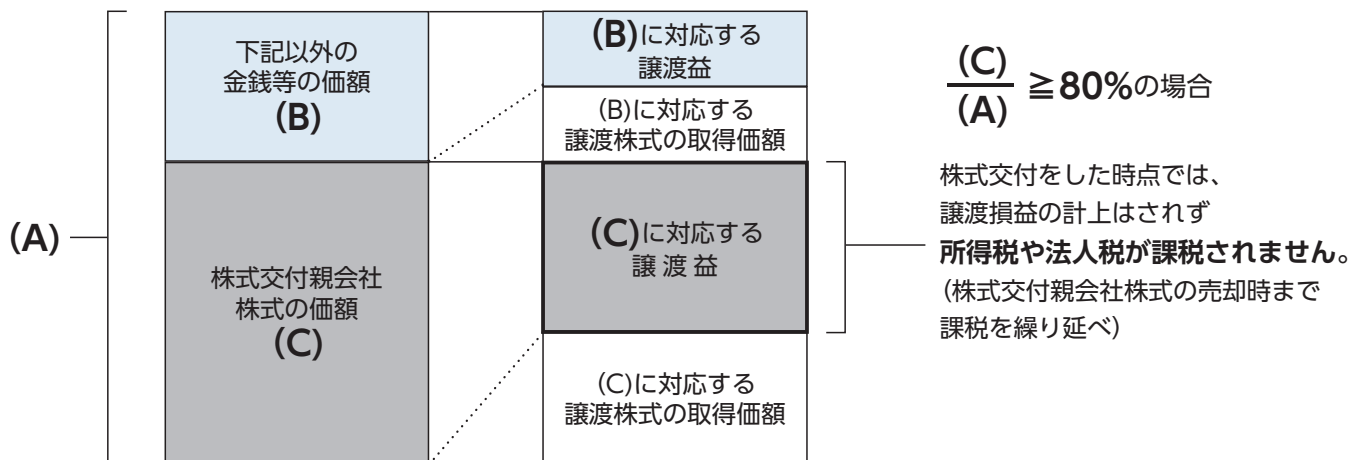 (A)
下記以外の
金銭等の価額
(B)
株式交付親会社
株式の価額
(C)
(B)に対応する
譲渡益
(B)に対応する
譲渡株式の取得価額
(C)に対応する
譲渡益
(C)に対応する
譲渡株式の取得価額
(C)
(A)
≧80%の場合
株式交付をした時点では、
譲渡損益の計上はされず
所得税や法人税が課税されません。
(株式交付親会社株式の売却時まで
課税を繰り延べ)